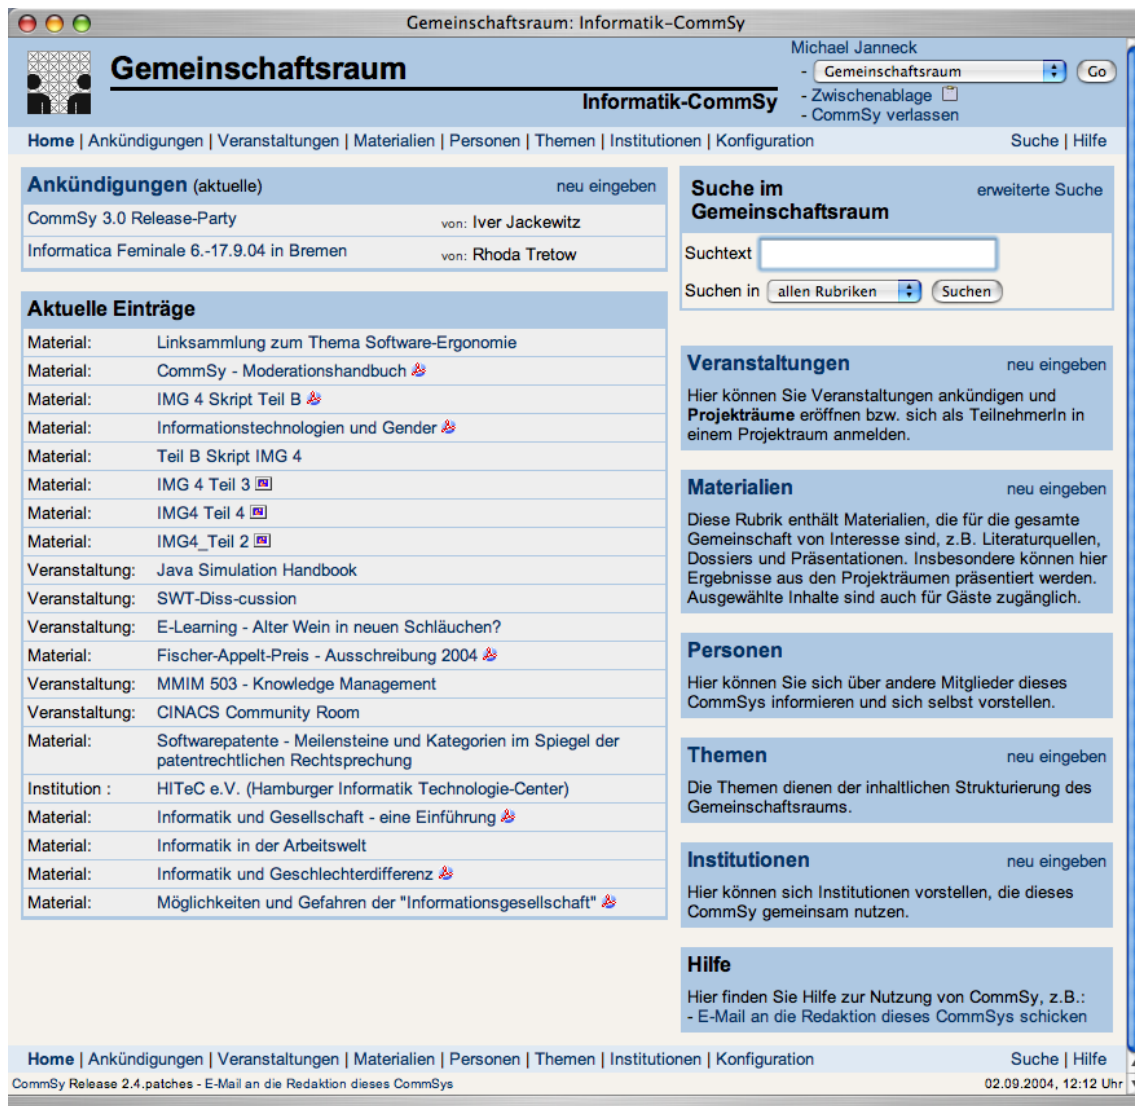 Gemeinschaftsraum: Informatik-CommSy
Gemeinschaftsraum
Informatik-CommSy
Michael Janneck
- Gemeinschaftsraum Go
- Zwischenablage
- CommSy verlassen
Home | Ankündigungen | Veranstaltungen | Materialien | Personen | Themen | Institutionen | Konfiguration
Suche | Hilfe
Ankündigungen (aktuelle) neu eingeben
CommSy 3.0 Release-Party von: Iver Jackewitz
Informatica Feminale 6.-17.9.04 in Bremen von: Rhoda Tretow
Aktuelle Einträge
Material: Linksammlung zum Thema Software-Ergonomie
Material: CommSy - Moderationshandbuch
Material: IMG 4 Skript Teil B
Material: Informationstechnologien und Gender
Material: Teil B Skript IMG 4
Material: IMG 4 Teil 3
Material: IMG4 Teil 4
Material: IMG4_Teil 2
Veranstaltung: Java Simulation Handbook
Veranstaltung: SWT-Diss-cussion
Veranstaltung: E-Learning - Alter Wein in neuen Schläuchen?
Material: Fischer-Appelt-Preis - Ausschreibung 2004
Veranstaltung: MMIM 503 - Knowledge Management
Veranstaltung: CINACS Community Room
Material: Softwarepatente - Meilensteine und Kategorien im Spiegel der
patentrechtlichen Rechtsprechung
Institution : HITeC e.V. (Hamburger Informatik Technologie-Center)
Material: Informatik und Gesellschaft - eine Einführung
Material: Informatik in der Arbeitswelt
Material: Informatik und Geschlechterdifferenz
Material: Möglichkeiten und Gefahren der "Informationsgesellschaft"
Suche im
Gemeinschaftsraum
erweiterte Suche
Suchtext
Suchen in allen Rubriken Suchen
Veranstaltungen neu eingeben
Hier können Sie Veranstaltungen ankündigen und
Projekträume eröffnen bzw. sich als TeilnehmerIn in
einem Projektraum anmelden.
Materialien neu eingeben
Diese Rubrik enthält Materialien, die für die gesamte
Gemeinschaft von Interesse sind, z.B. Literaturquellen,
Dossiers und Präsentationen. Insbesondere können hier
Ergebnisse aus den Projekträumen präsentiert werden.
Ausgewählte Inhalte sind auch für Gäste zugänglich.
Personen
Hier können Sie sich über andere Mitglieder dieses
CommSys informieren und sich selbst vorstellen.
Themen neu eingeben
Die Themen dienen der inhaltlichen Strukturierung des
Gemeinschaftsraums.
Institutionen neu eingeben
Hier können sich Institutionen vorstellen, die dieses
CommSy gemeinsam nutzen.
Hilfe
Hier finden Sie Hilfe zur Nutzung von CommSy, z.B.:
- E-Mail an die Redaktion dieses CommSys schicken
Home | Ankündigungen | Veranstaltungen | Materialien | Personen | Themen | Institutionen | Konfiguration
Suche | Hilfe
CommSy Release 2.4.patches - E-Mail an die Redaktion dieses CommSys
02.09.2004, 12:12 Uhr